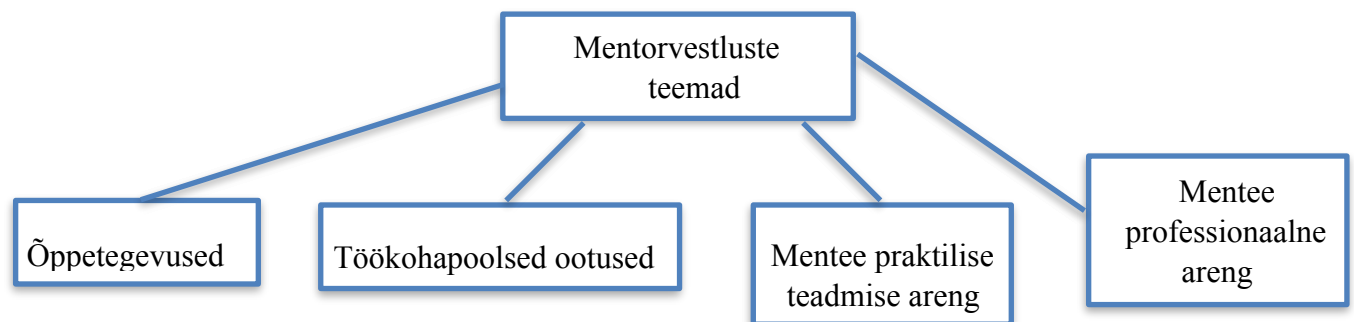 Mentorvestluste
teemad
Õppetegevused
Töökohapoolsed ootused
Mentee praktilise
teadmise areng
Mentee
professionaalne
areng